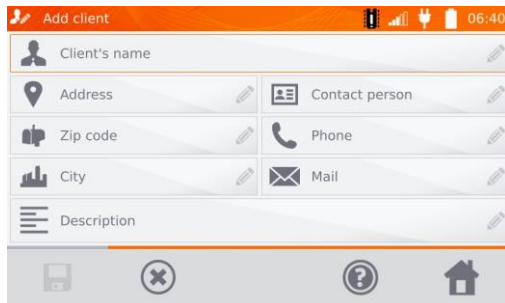 Add client 06:40
Client's name
Address Contact person
Zip code Phone
City Mail
Description
?